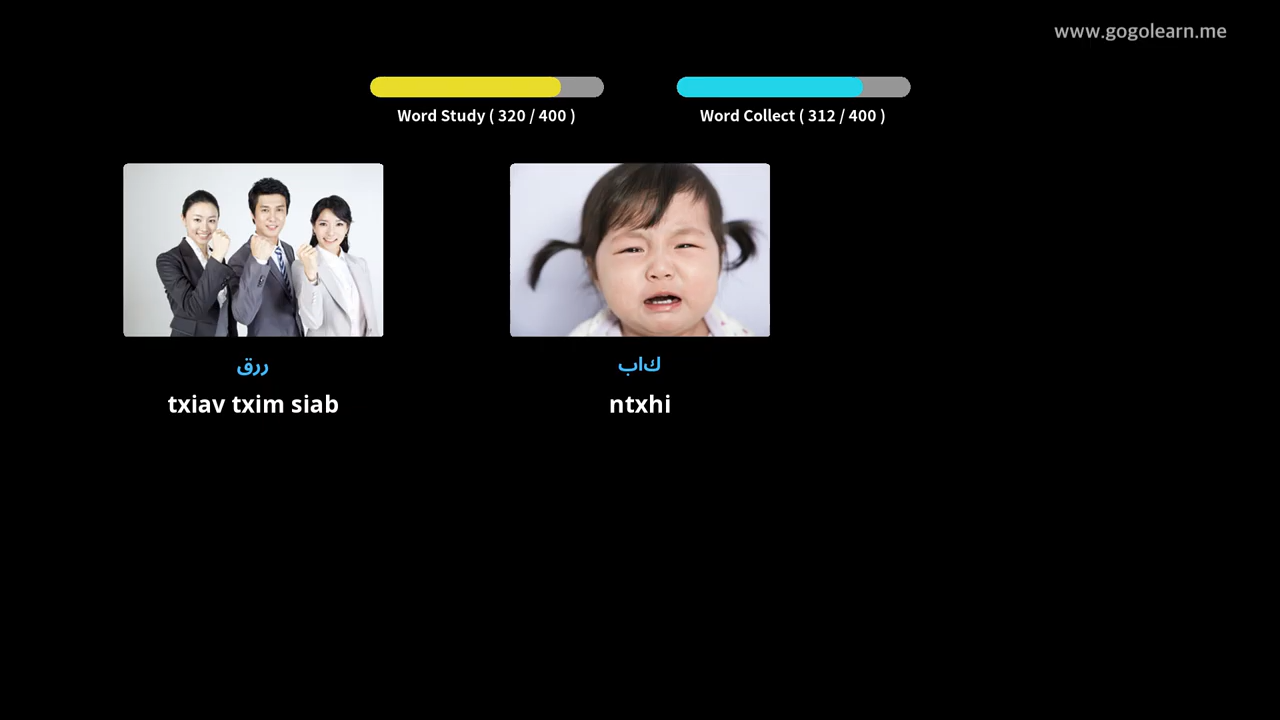 www.gogolearn.me
Word Study ( 320 / 400 )
Word Collect ( 312 / 400 )
ررق
txiav txim siab
كاب
ntxhi